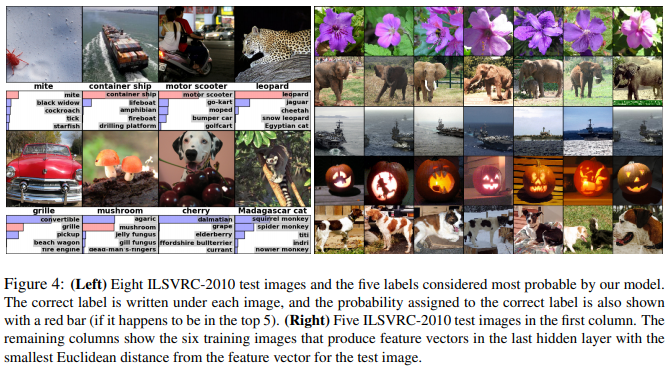 mite container ship motor scooter leopard
mite container ship motor scooter leopard
black widow lifeboat go-kart jaguar
cockroach amphibian moped cheetah
tick fireboat bumper car snow leopard
starfish drilling platform golfcart Egyptian cat
grille mushroom cherry Madagascar cat
convertible agaric dalmatian squirrel monkey
grille mushroom grape spider monkey
pickup jelly fungus elderberry titi
beach wagon gill fungus ffordshire bullterrier indri
fire engine dead-man's-fingers currant howler monkey
Figure 4: (Left) Eight ILSVRC-2010 test images and the five labels considered most probable by our model.
The correct label is written under each image, and the probability assigned to the correct label is also shown
with a red bar (if it happens to be in the top 5). (Right) Five ILSVRC-2010 test images in the first column. The
remaining columns show the six training images that produce feature vectors in the last hidden layer with the
smallest Euclidean distance from the feature vector for the test image.